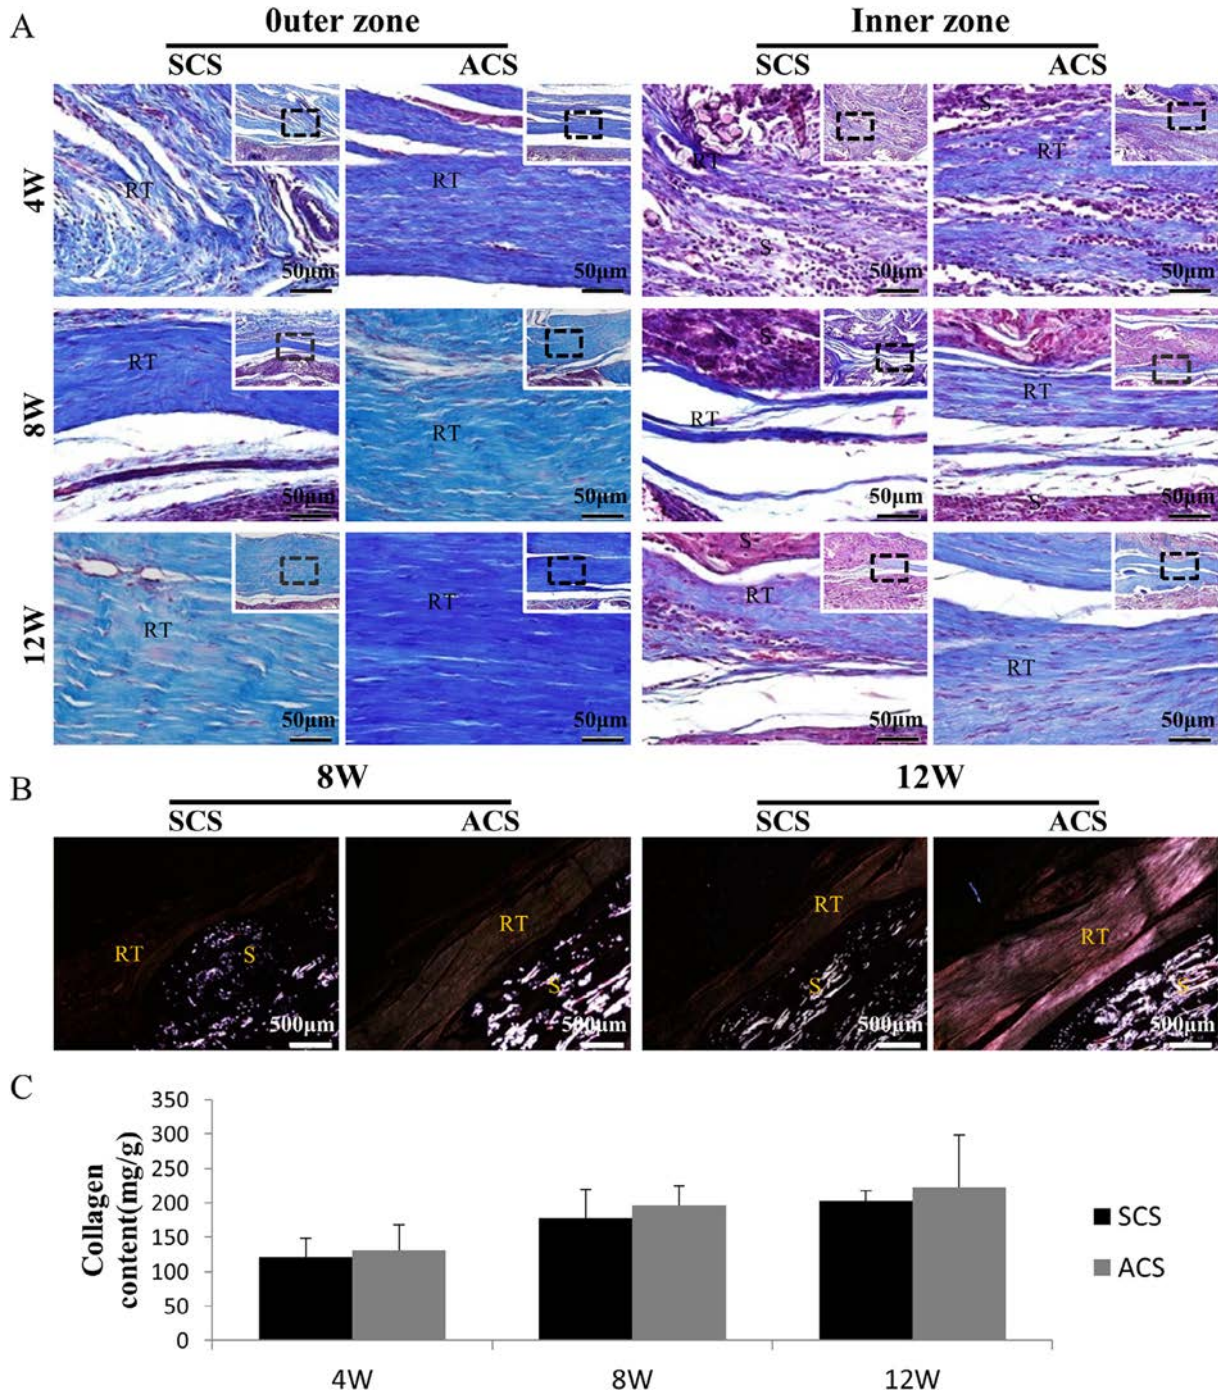 A
0uter zone
Inner zone
SCS
ACS
SCS
ACS
4W
RT
50μm
RT
50μm
RT
S
50μm
S
RT
50μm
8W
RT
50μm
RT
50μm
S
RT
50μm
RT
S
50μm
12W
RT
50μm
RT
50μm
S
RT
50μm
RT
50μm
B
8W
12W
SCS
ACS
SCS
ACS
RT
S
500μm
RT
S
500μm
RT
S
500μm
RT
S
500μm
C
Collagen
content(mg/g)
350
300
250
200
150
100
50
0
4W
8W
12W
SCS
ACS